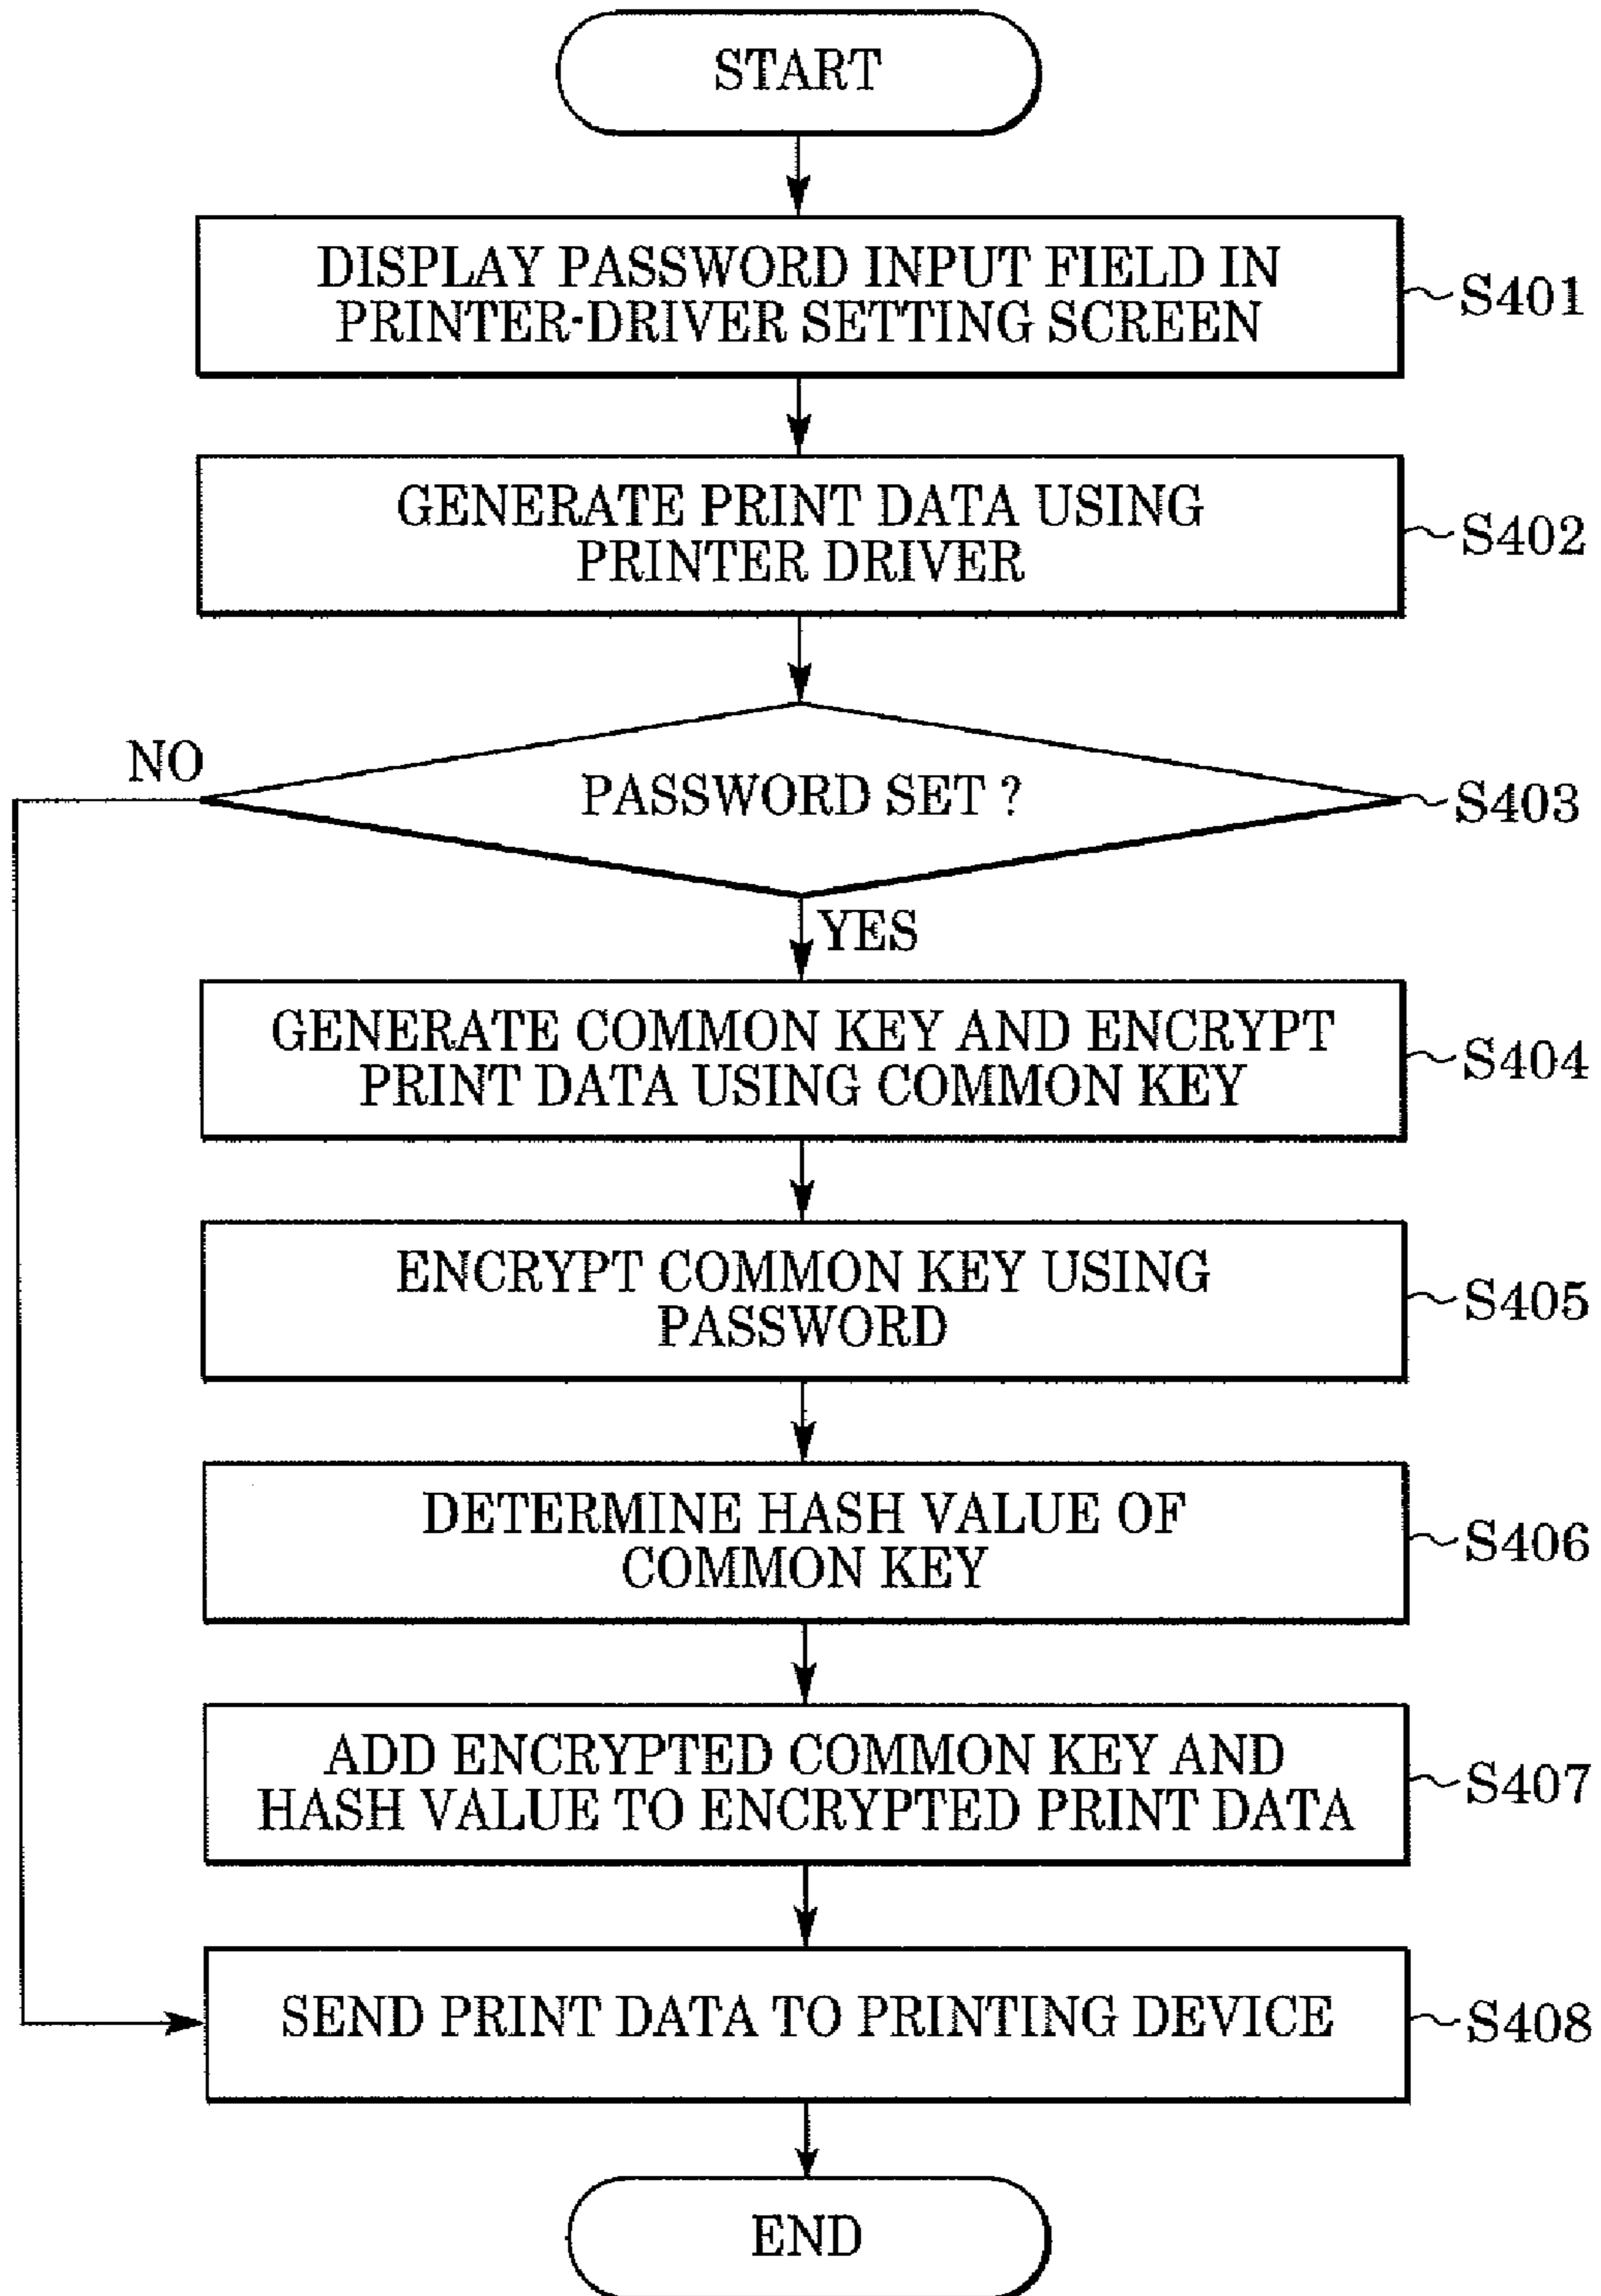 START
DISPLAY PASSWORD INPUT FIELD IN
PRINTER-DRIVER SETTING SCREEN
S401
GENERATE PRINT DATA USING
PRINTER DRIVER
S402
NO
PASSWORD SET ?
S403
YES
GENERATE COMMON KEY AND ENCRYPT
PRINT DATA USING COMMON KEY
S404
ENCRYPT COMMON KEY USING
PASSWORD
S405
DETERMINE HASH VALUE OF
COMMON KEY
S406
ADD ENCRYPTED COMMON KEY AND
HASH VALUE TO ENCRYPTED PRINT DATA
S407
SEND PRINT DATA TO PRINTING DEVICE
S408
END